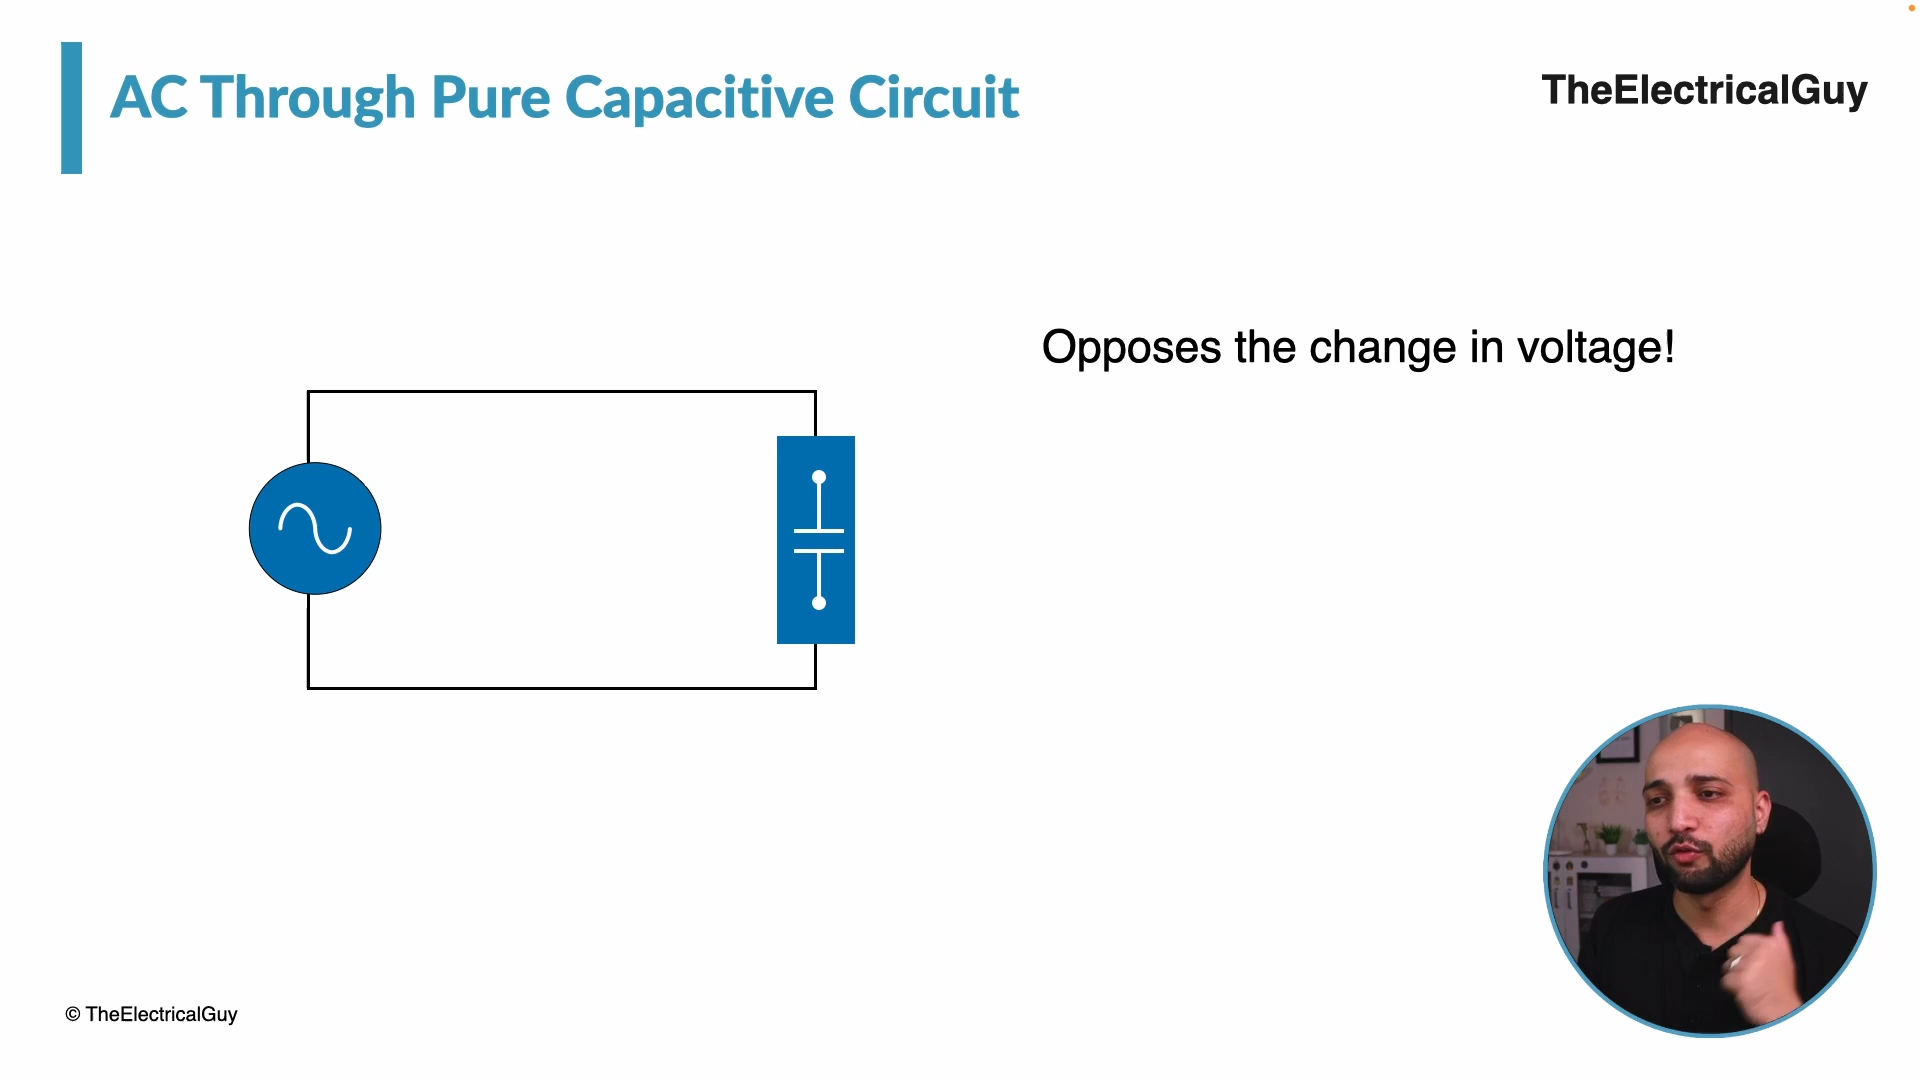 AC Through Pure Capacitive Circuit
TheElectricalGuy
Opposes the change in voltage!
© TheElectricalGuy